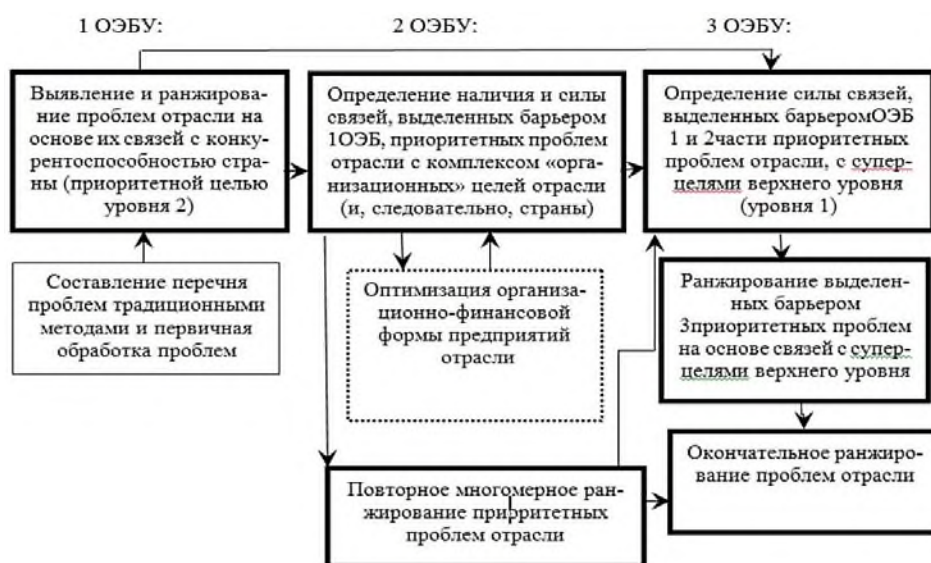 1 ОЭБУ:
2 ОЭБУ:
3 ОЭБУ:
Выявление и ранжирова-
ние проблем отрасли на
основе их связей с конку-
рентоспособностью стра-
ны (приоритетной целью
уровня 2)
Определение наличия и силы
связей, выделенных барьером
1ОЭБ, приоритетных проблем
отрасли с комплексом «орга-
низационных» целей отрасли
(и, следовательно, страны)
Определение силы связей,
выделенных барьеромОЭБ
1 и 2части приоритетных
проблем отрасли, с супер-
целями верхнего уровня
(уровня 1)
Составление перечня
проблем традиционными
методами и первичная
обработка проблем
Оптимизация организа-
ционно-финансовой
формы предприятий
отрасли
Ранжирование выделен-
ных барьером
3приоритетных проблем
на основе связей с супер-
целями верхнего уровня
Повторное многомерное ран-
жирование приоритетных
проблем отрасли
Окончательное ранжиро-
вание проблем отрасли